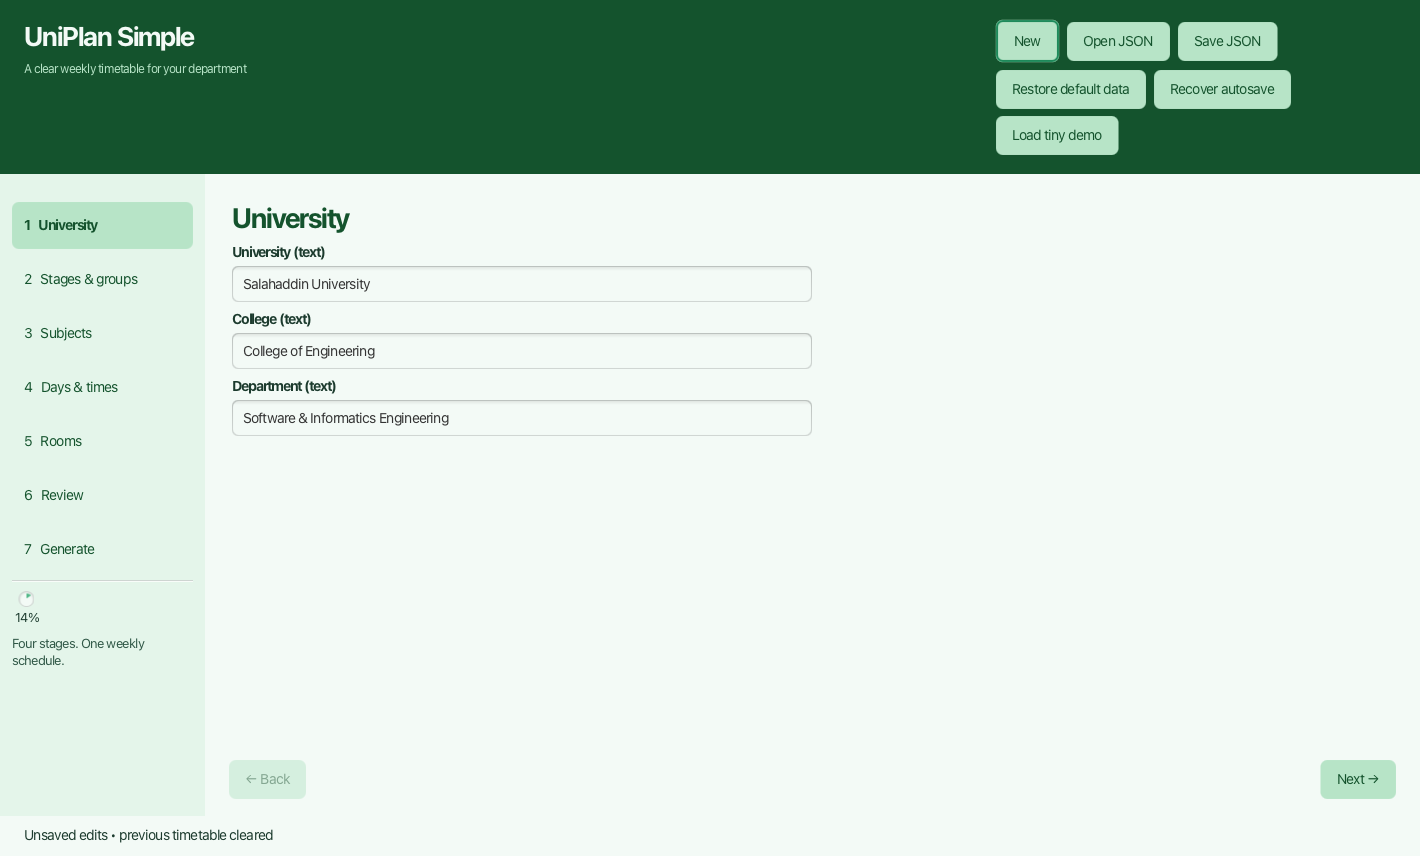 UniPlan Simple
A clear weekly timetable for your department
New
Open JSON
Save JSON
Restore default data
Recover autosave
Load tiny demo
1 University
2 Stages & groups
3 Subjects
4 Days & times
5 Rooms
6 Review
7 Generate
14%
Four stages. One weekly
schedule.
University
University (text)
Salahaddin University
College (text)
College of Engineering
Department (text)
Software & Informatics Engineering
← Back
Next →
Unsaved edits • previous timetable cleared